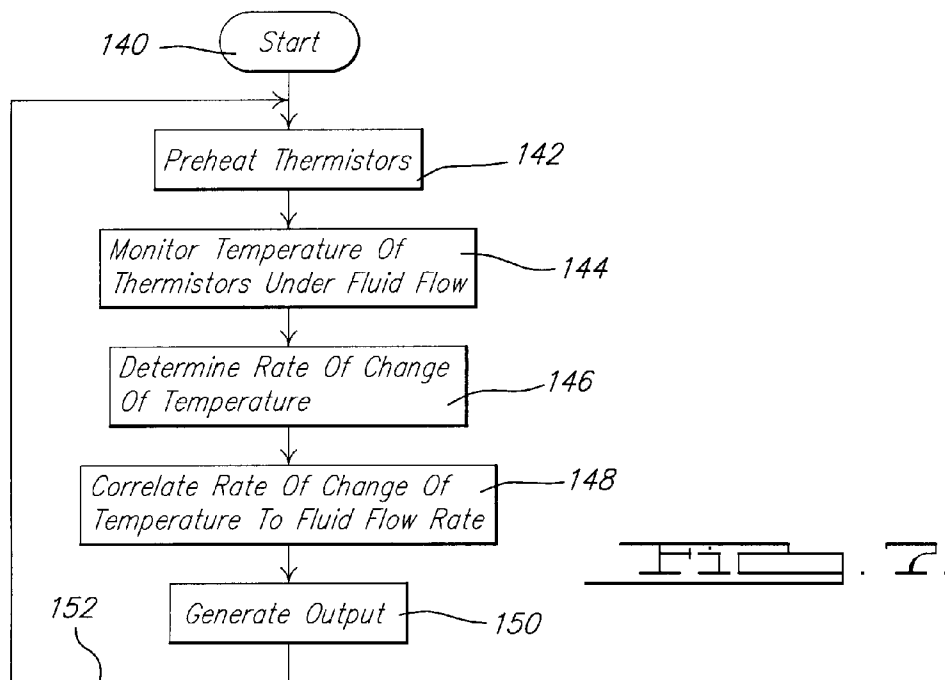 140
Start
Preheat Thermistors
142
Monitor Temperature Of
Thermistors Under Fluid Flow
144
Determine Rate Of Change
Of Temperature
146
Correlate Rate Of Change Of
Temperature To Fluid Flow Rate
148
Generate Output
150
152